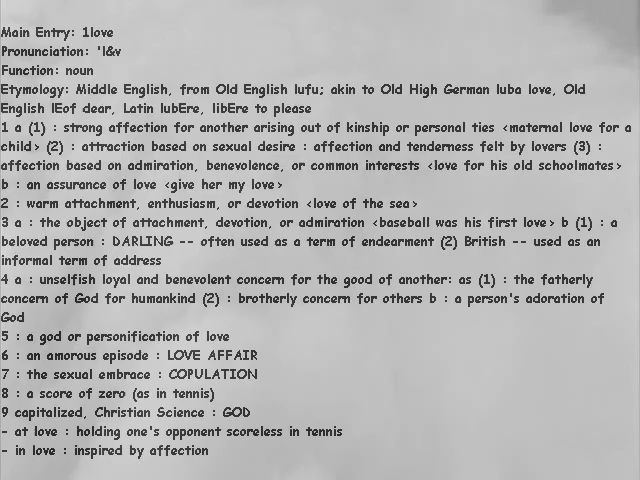 Main Entry: 1love
Pronunciation: 'l&v
Function: noun
Etymology: Middle English, from Old English lufu; akin to Old High German luba love, Old
English lEof dear, Latin lubEre, libEre to please
1 a (1) : strong affection for another arising out of kinship or personal ties <maternal love for a
child> (2) : attraction based on sexual desire : affection and tenderness felt by lovers (3) :
affection based on admiration, benevolence, or common interests <love for his old schoolmates>
b : an assurance of love <give her my love>
2 : warm attachment, enthusiasm, or devotion <love of the sea>
3 a : the object of attachment, devotion, or admiration <baseball was his first love> b (1) : a
beloved person : DARLING -- often used as a term of endearment (2) British -- used as an
informal term of address
4 a : unselfish loyal and benevolent concern for the good of another: as (1) : the fatherly
concern of God for humankind (2) : brotherly concern for others b : a person's adoration of
God
5 : a god or personification of love
6 : an amorous episode : LOVE AFFAIR
7 : the sexual embrace : COPULATION
8 : a score of zero (as in tennis)
9 capitalized, Christian Science : GOD
- at love : holding one's opponent scoreless in tennis
- in love : inspired by affection